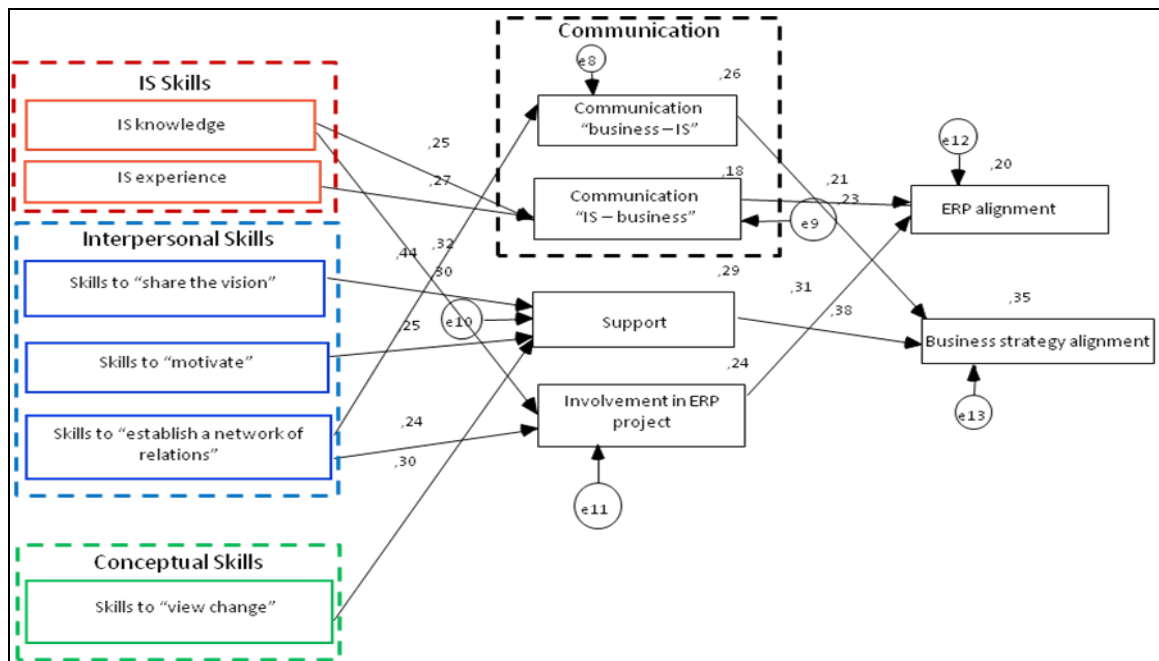 Communication
e8
,26
IS Skills
IS knowledge
Communication
“business – IS”
,25
e12
,20
IS experience
,27
Communication
“IS – business”
,18
,21
,23
e9
ERP alignment
Interpersonal Skills
,32
,44
,30
Skills to “share the vision”
,29
,31
,35
e10
Support
,38
,25
Business strategy alignment
Skills to “motivate”
,24
Involvement in ERP
project
e13
Skills to “establish a network of
relations”
,24
,30
e11
Conceptual Skills
Skills to “view change”